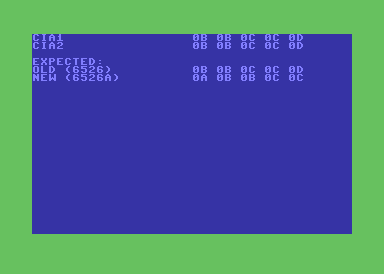 CIA1 0B 0B 0C 0C 0D
CIA2 0B 0B 0C 0C 0D
EXPECTED:
OLD (6526) 0B 0B 0C 0C 0D
NEW (6526A) 0A 0B 0B 0C 0C